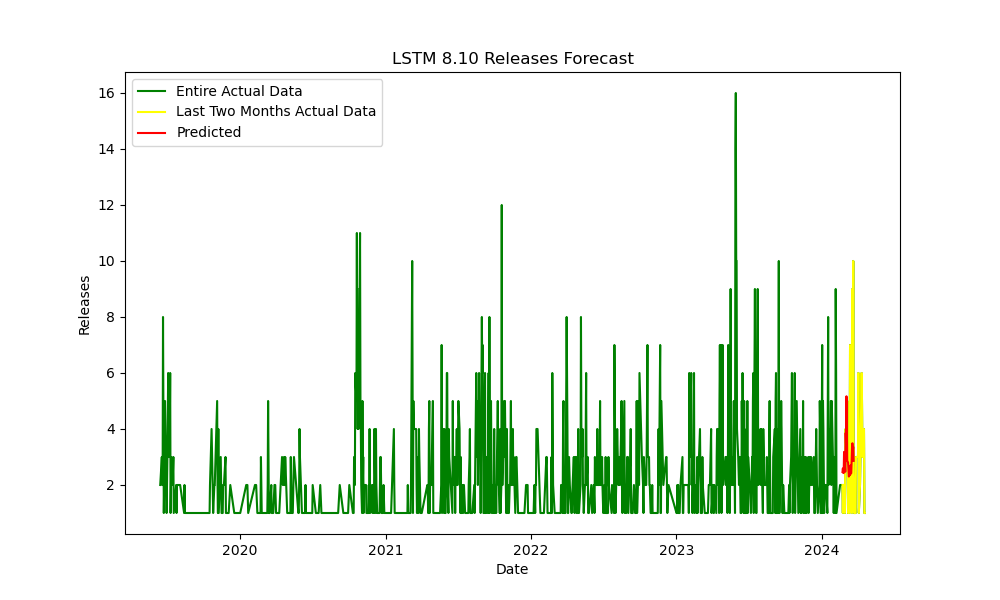 LSTM 8.10 Releases Forecast
Entire Actual Data
Last Two Months Actual Data
Predicted
16
14
12
10
8
6
4
2
Releases
2020
2021
2022
2023
2024
Date